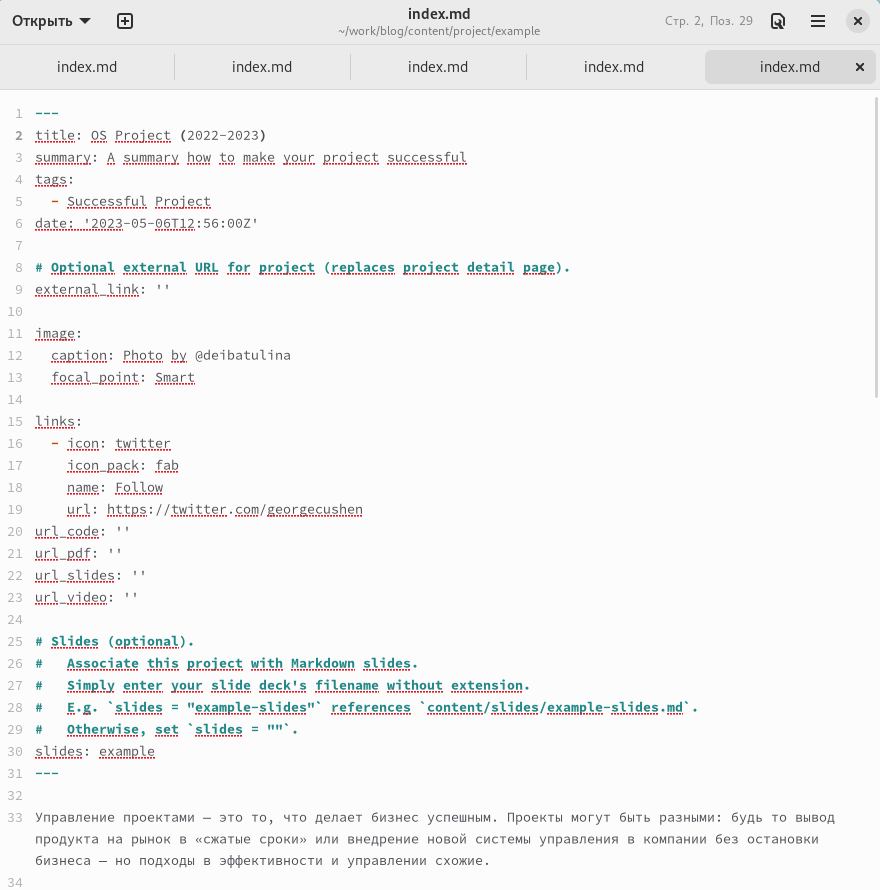 Открыть
index.md
~/work/blog/content/project/example
Стр. 2, Поз. 29
index.md index.md index.md index.md index.md
1 ---
2 title: OS Project (2022-2023)
3 summary: A summary how to make your project successful
4 tags:
5   - Successful Project
6 date: '2023-05-06T12:56:00Z'
7
8 # Optional external URL for project (replaces project detail page).
9 external_link: ''
10
11 image:
12   caption: Photo by @deibatulina
13   focal_point: Smart
14
15 links:
16   - icon: twitter
17     icon_pack: fab
18     name: Follow
19     url: https://twitter.com/georgecushen
20 url_code: ''
21 url_pdf: ''
22 url_slides: ''
23 url_video: ''
24
25 # Slides (optional).
26 #   Associate this project with Markdown slides.
27 #   Simply enter your slide deck's filename without extension.
28 #   E.g. `slides = "example-slides"` references `content/slides/example-slides.md`.
29 #   Otherwise, set `slides = ""`.
30 slides: example
31 ---
32
33 Управление проектами — это то, что делает бизнес успешным. Проекты могут быть разными: будь то вывод
продукта на рынок в «сжатые сроки» или внедрение новой системы управления в компании без остановки
бизнеса — но подходы в эффективности и управлении схожие.
34